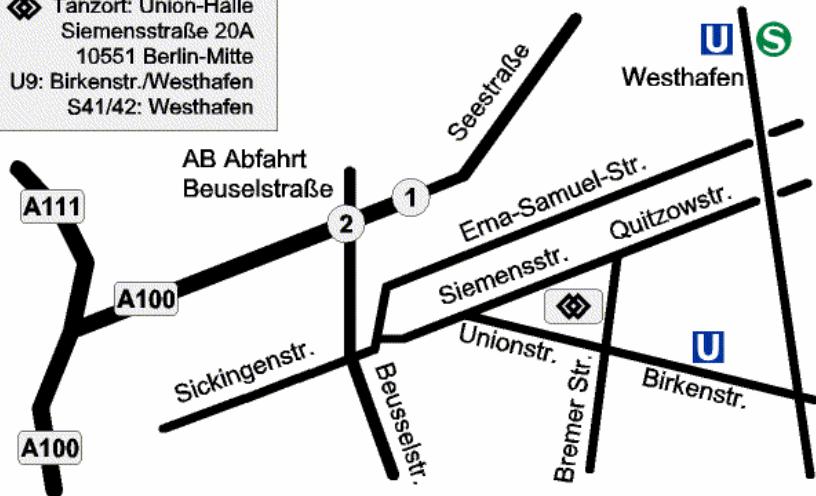 Tanzort: Union-Halle
Siemensstraße 20A
10551 Berlin-Mitte
U9: Birkenstr./Westhafen
S41/42: Westhafen
U S
Westhafen
Seestraße
AB Abfahrt
Beuselstraße
A111
1
2
Erna-Samuel-Str.
Quitzowstr.
Siemensstr.
A100
Unionstr.
U
Sickingenstr.
Beusselstr.
Bremer Str.
Birkenstr.
A100